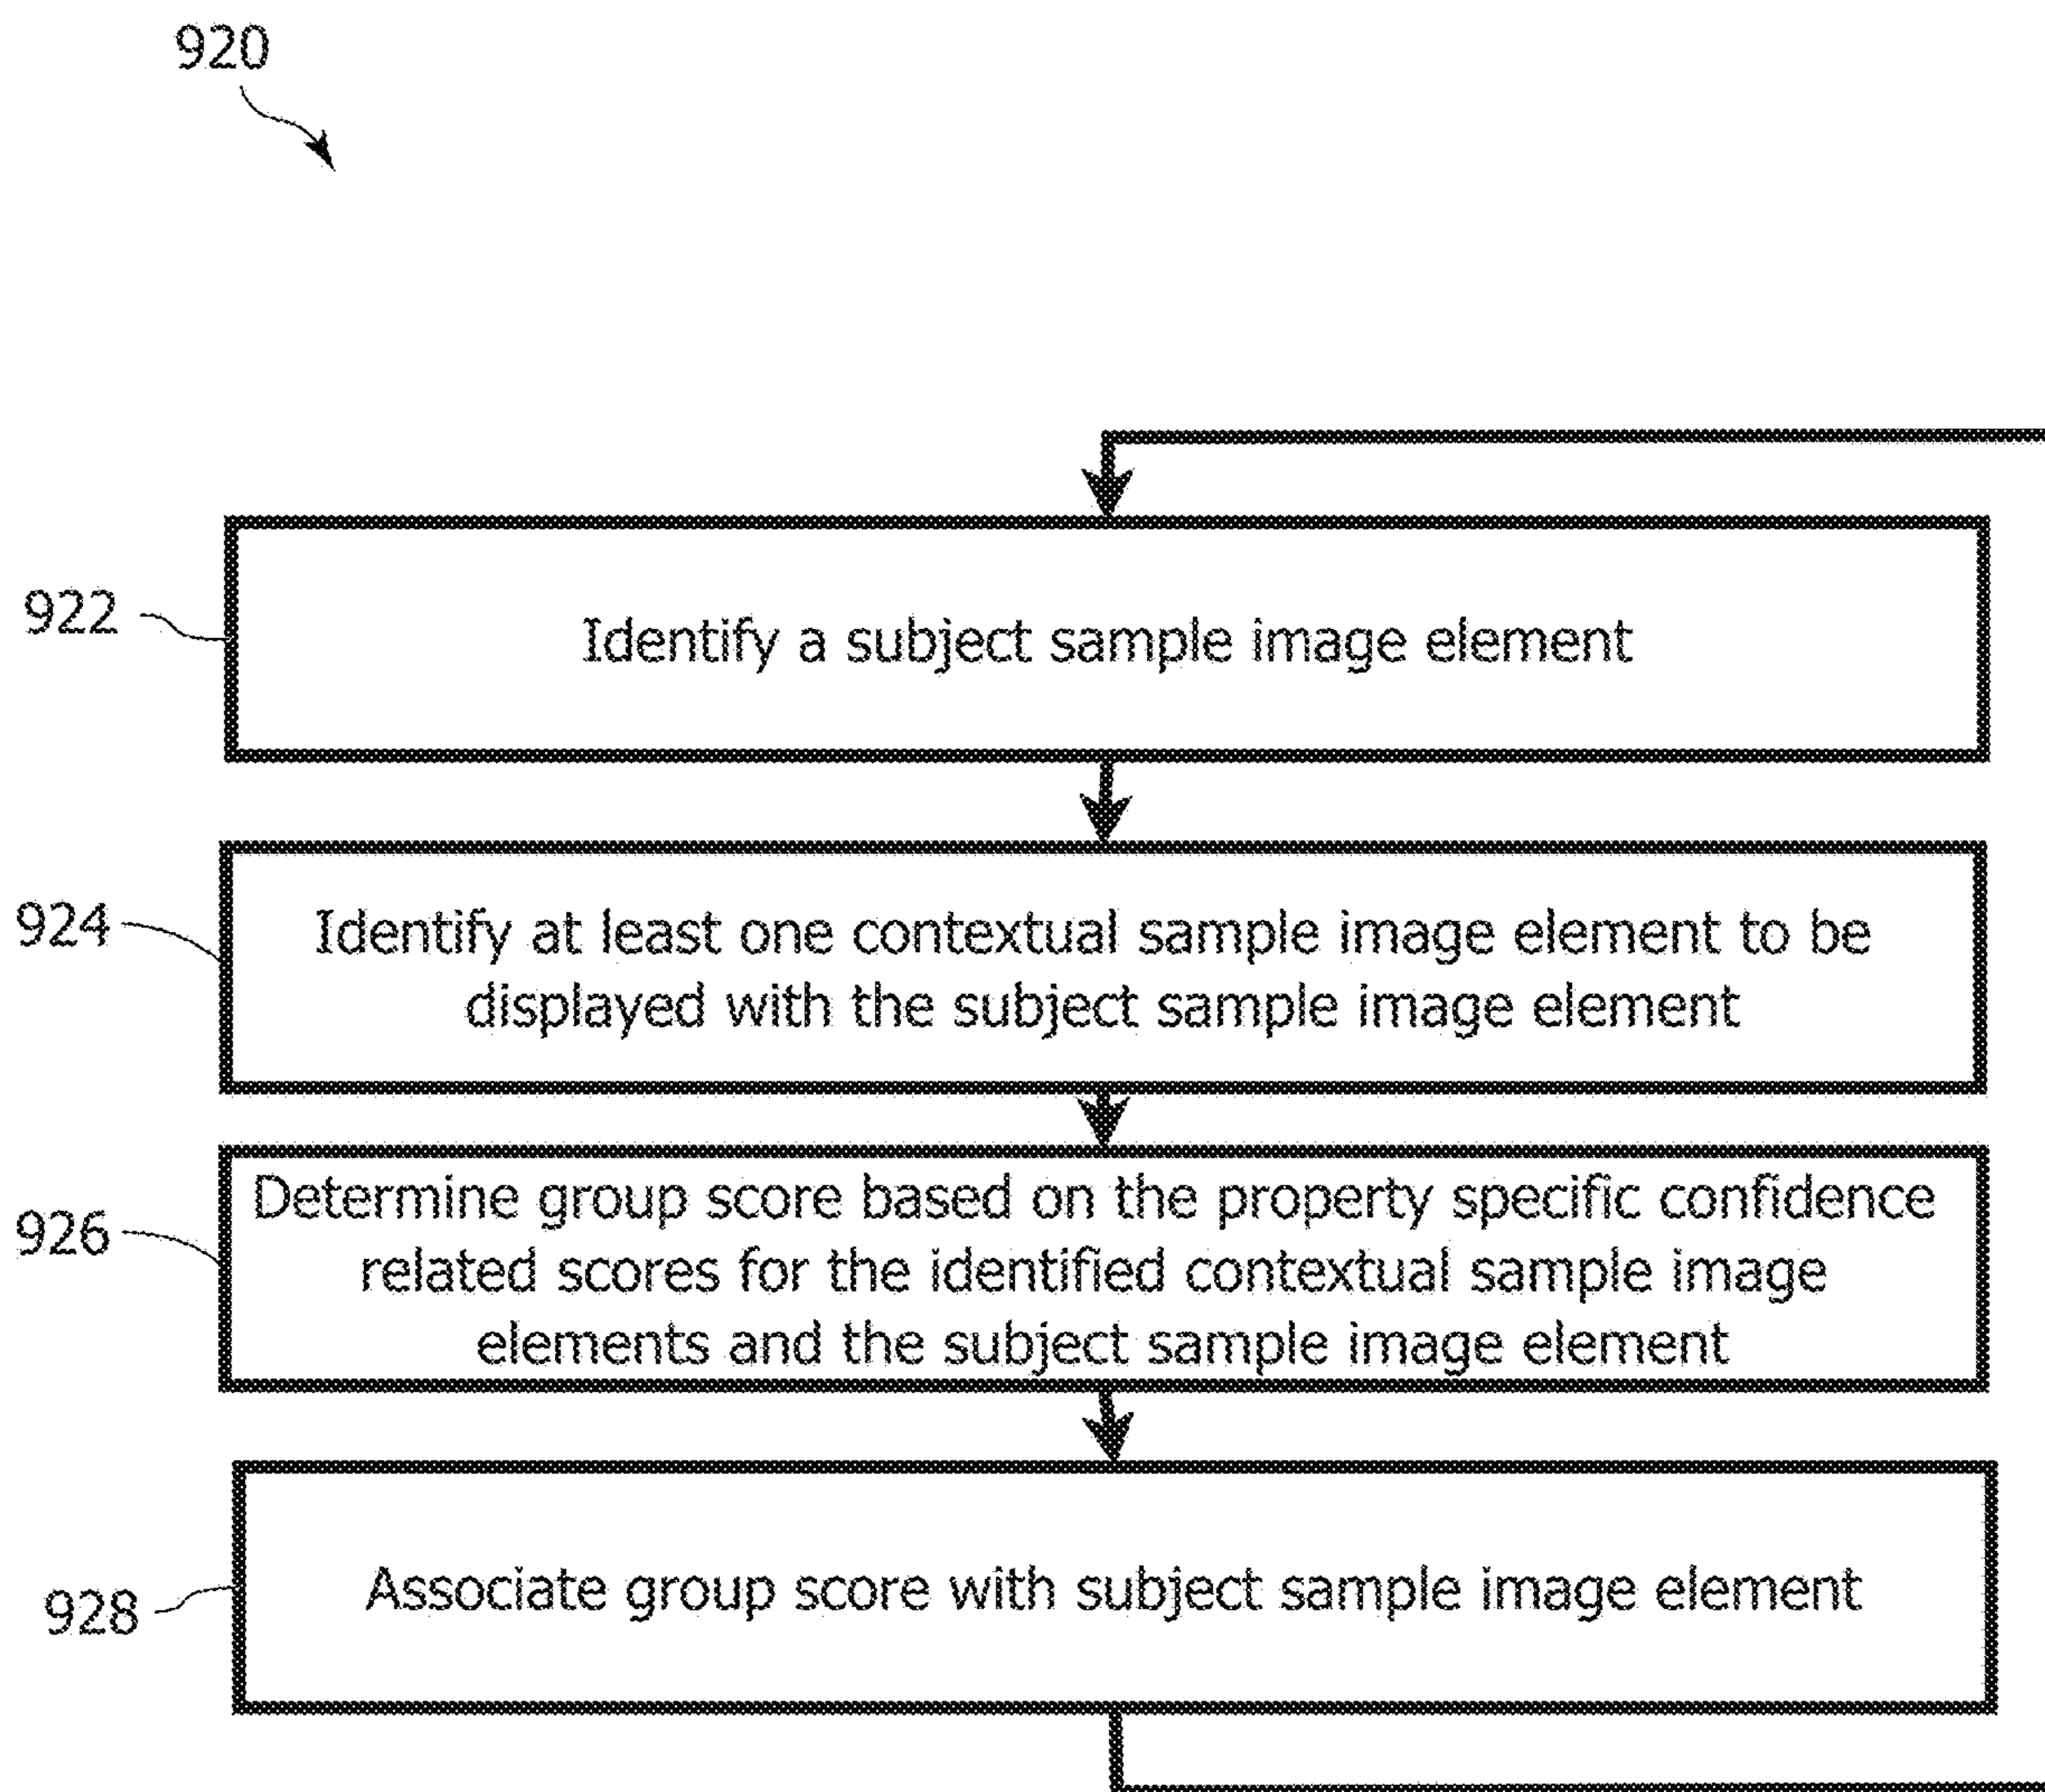 920
922
Identify a subject sample image element
924
Identify at least one contextual sample image element to be
displayed with the subject sample image element
926
Determine group score based on the property specific confidence
related scores for the identified contextual sample image
elements and the subject sample image element
928
Associate group score with subject sample image element